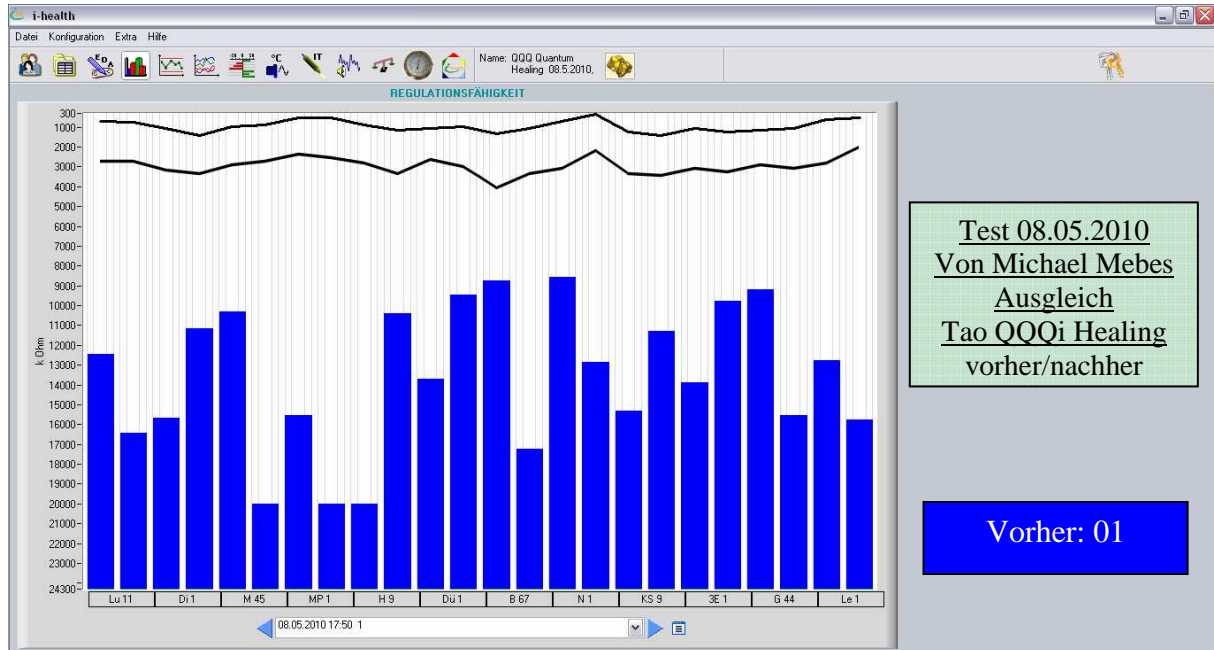 i-health
Datei Konfiguration Extra Hilfe
EDA
°C
IT
Name: QQQ Quantum
Healing 08.5.2010,
REGULATIONSFÄHIGKEIT
300
1000
2000
3000
4000
5000
6000
7000
8000
9000
10000
11000
12000
13000
14000
15000
16000
17000
18000
19000
20000
21000
22000
23000
24300
k Ohm
Lu 11 Di 1 M 45 MP 1 H 9 Dü 1 B 67 N 1 KS 9 3E 1 G 44 Le 1
08.05.2010 17:50 1
Test 08.05.2010
Von Michael Mebes
Ausgleich
Tao QQQi Healing
vorher/nachher
Vorher: 01